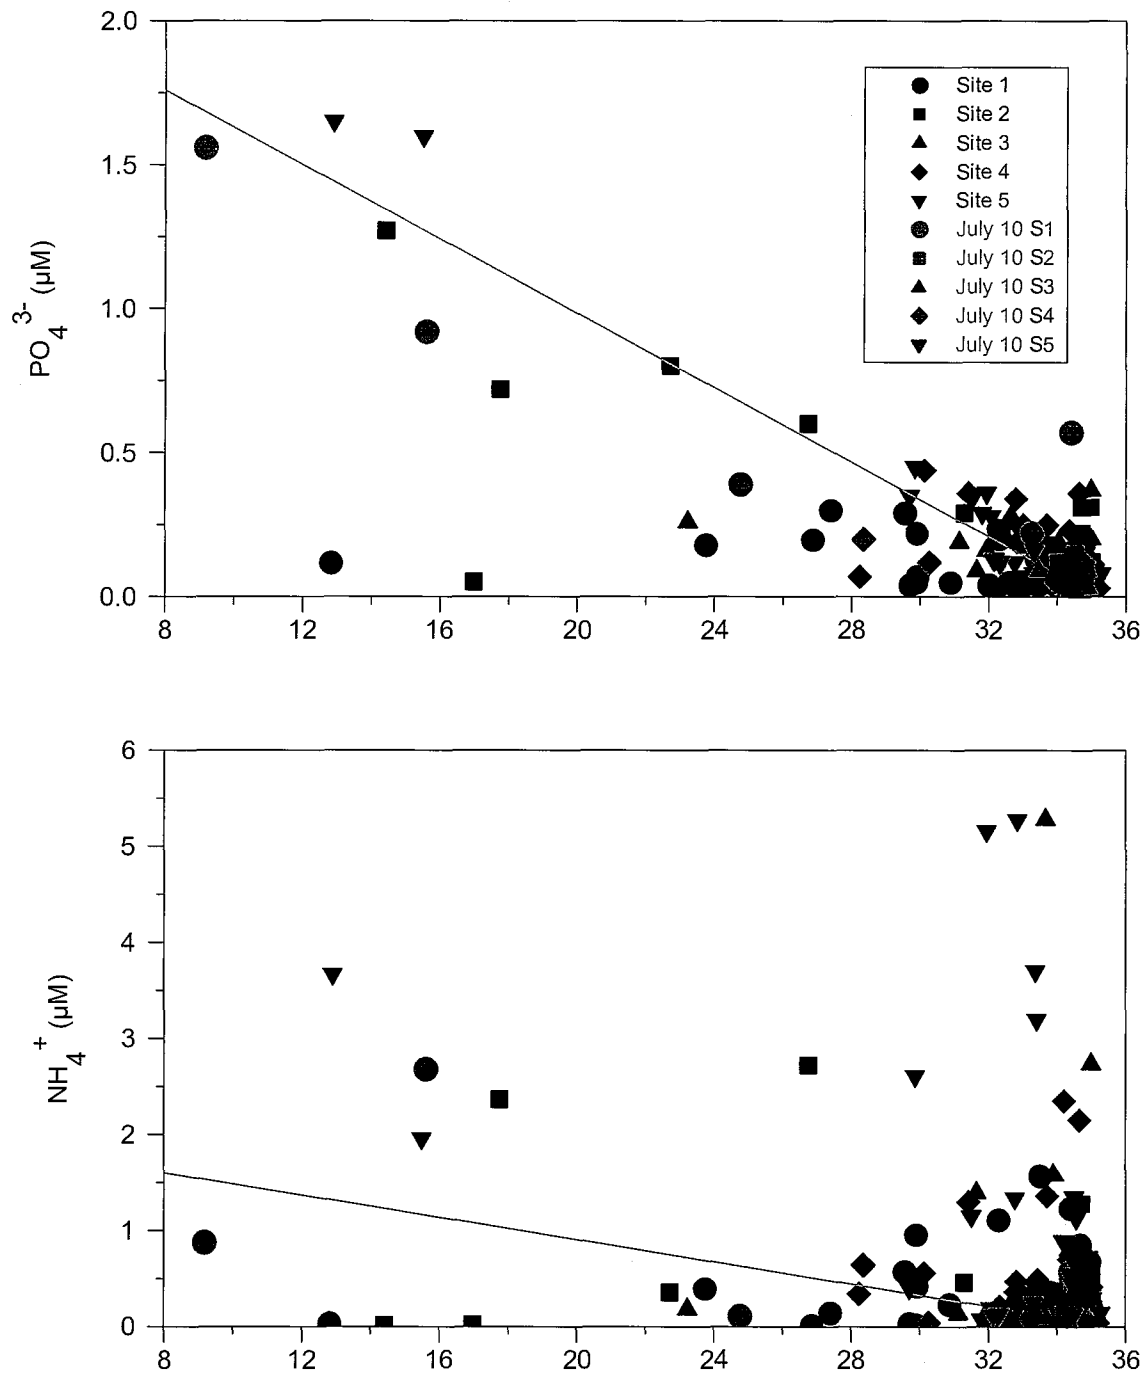 2.0
1.5
1.0
0.5
0.0
PO₄³⁻ (µM)
Site 1
Site 2
Site 3
Site 4
Site 5
July 10 S1
July 10 S2
July 10 S3
July 10 S4
July 10 S5
8 12 16 20 24 28 32 36
6
5
4
3
2
1
0
NH₄⁺ (µM)
8 12 16 20 24 28 32 36